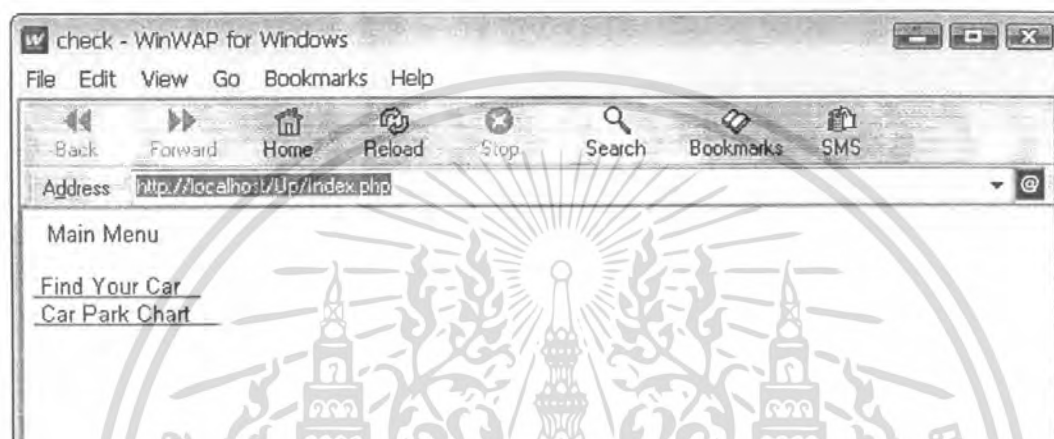 check - WinWAP for Windows
File Edit View Go Bookmarks Help
Back Forward Home Reload Stop Search Bookmarks SMS
Address http://localhost/Up/Index.php
Main Menu
Find Your Car
Car Park Chart